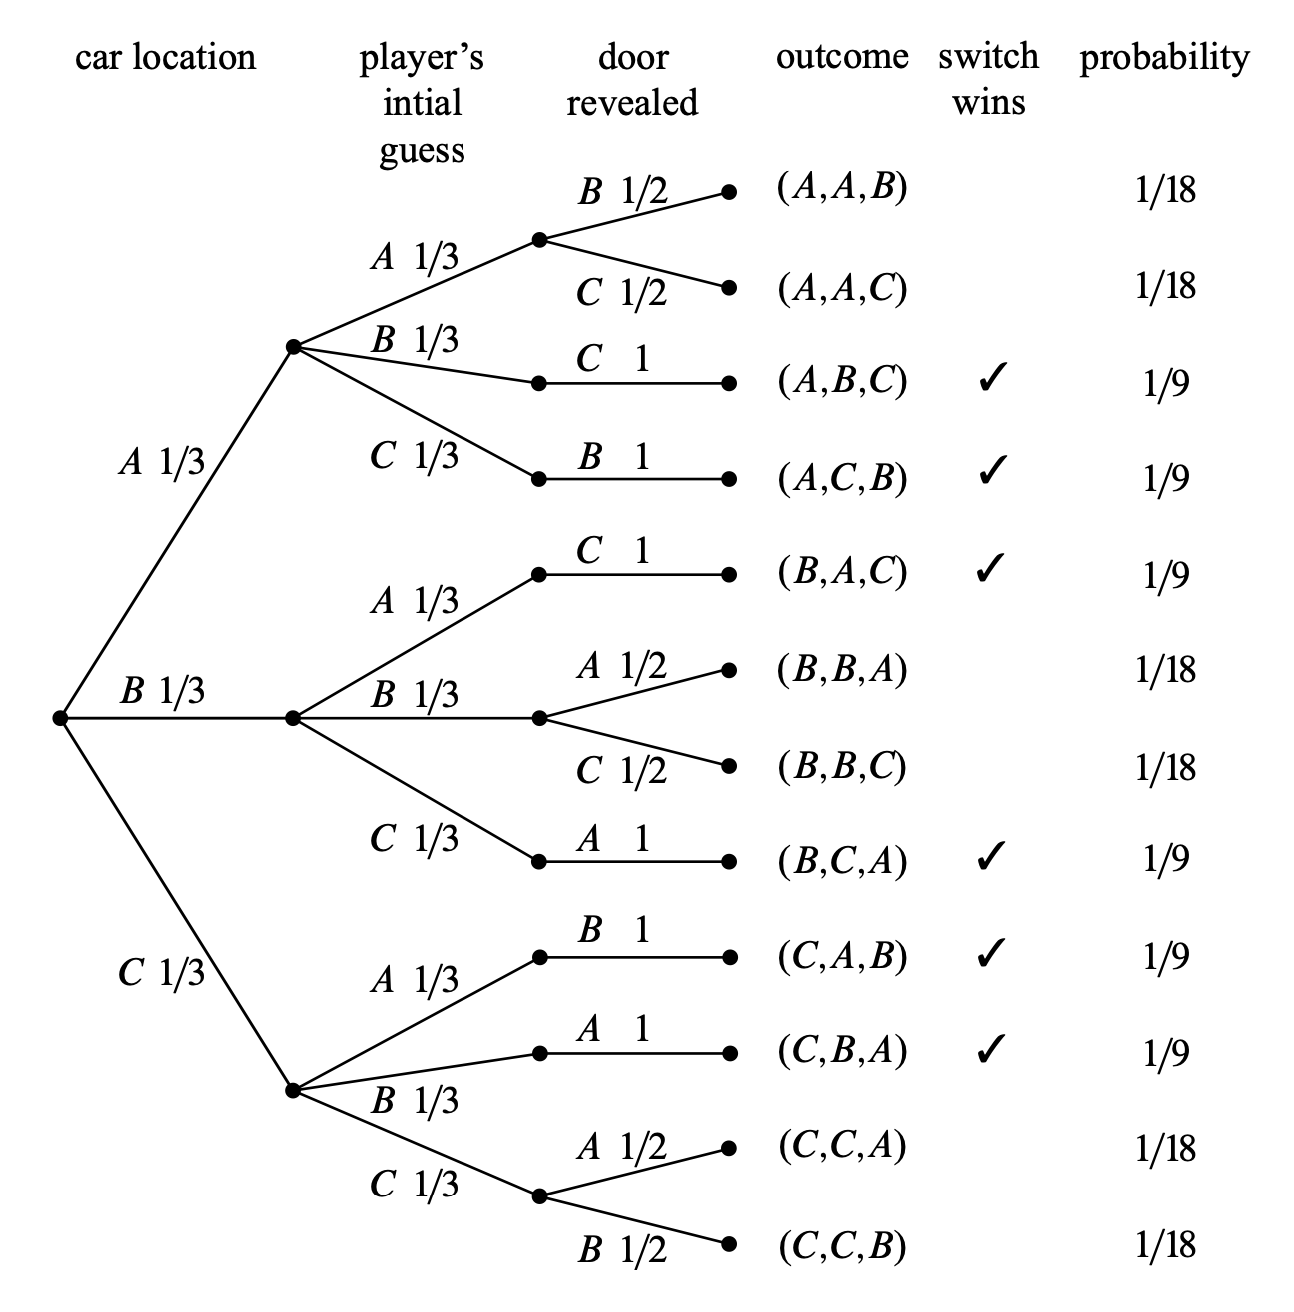 car location player’s door outcome switch probability
intial revealed wins
guess
B 1/2 (A,A,B) 1/18
A 1/3
C 1/2 (A,A,C) 1/18
B 1/3 C 1 (A,B,C) ✓ 1/9
A 1/3 C 1/3 B 1 (A,C,B) ✓ 1/9
C 1 (B,A,C) ✓ 1/9
A 1/3
A 1/2 (B,B,A) 1/18
B 1/3 B 1/3
C 1/2 (B,B,C) 1/18
C 1/3 A 1 (B,C,A) ✓ 1/9
B 1 (C,A,B) ✓ 1/9
C 1/3 A 1/3
A 1 (C,B,A) ✓ 1/9
B 1/3
A 1/2 (C,C,A) 1/18
C 1/3
B 1/2 (C,C,B) 1/18